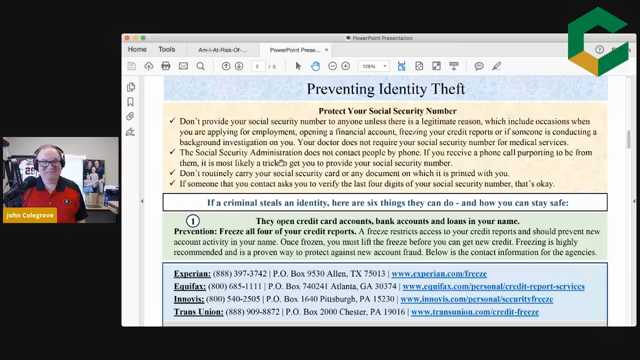 PowerPoint Presentation
Home Tools Am-I-At-Risk-Of-... PowerPoint Prese... ×
2 / 5 128%
Preventing Identity Theft
Protect Your Social Security Number
✓ Don't provide your social security number to anyone unless there is a legitimate reason, which include occasions when
you are applying for employment, opening a financial account, freezing your credit reports or if someone is conducting a
background investigation on you. Your doctor does not require your social security number for medical services.
✓ The Social Security Administration does not contact people by phone. If you receive a phone call purporting to be from
them, it is most likely a trick to get you to provide your social security number.
✓ Don't routinely carry your social security card or any document on which it is printed with you.
✓ If someone that you contact asks you to verify the last four digits of your social security number, that's okay.
If a criminal steals an identity, here are six things they can do - and how you can stay safe:
1 They open credit card accounts, bank accounts and loans in your name.
Prevention: Freeze all four of your credit reports. A freeze restricts access to your credit reports and should prevent new
account activity in your name. Once frozen, you must lift the freeze before you can get new credit. Freezing is highly
recommended and is a proven way to protect against new account fraud. Below is the contact information for the agencies.
Experian: (888) 397-3742 | P.O. Box 9530 Allen, TX 75013 | www.experian.com/freeze
Equifax: (800) 685-1111 | P.O. Box 740241 Atlanta, GA 30374 | www.equifax.com/personal/credit-report-services
Innovis: (800) 540-2505 | P.O. Box 1640 Pittsburgh, PA 15230 | www.innovis.com/personal/securityfreeze
Trans Union: (888) 909-8872 | P.O. Box 2000 Chester, PA 19016 | www.transunion.com/credit-freeze
John Colegrove